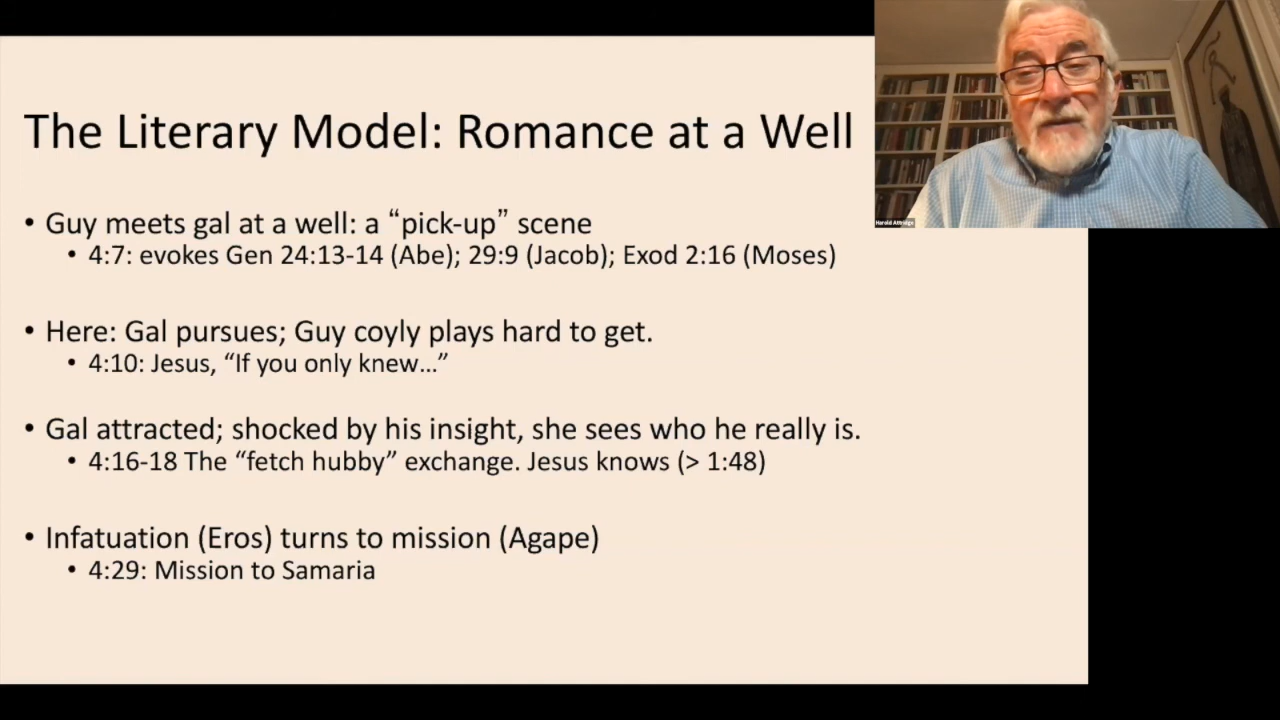 The Literary Model: Romance at a Well
• Guy meets gal at a well: a “pick-up” scene
• 4:7: evokes Gen 24:13-14 (Abe); 29:9 (Jacob); Exod 2:16 (Moses)
• Here: Gal pursues; Guy coyly plays hard to get.
• 4:10: Jesus, “If you only knew…”
• Gal attracted; shocked by his insight, she sees who he really is.
• 4:16-18 The “fetch hubby” exchange. Jesus knows (> 1:48)
• Infatuation (Eros) turns to mission (Agape)
• 4:29: Mission to Samaria
Harold Attridge